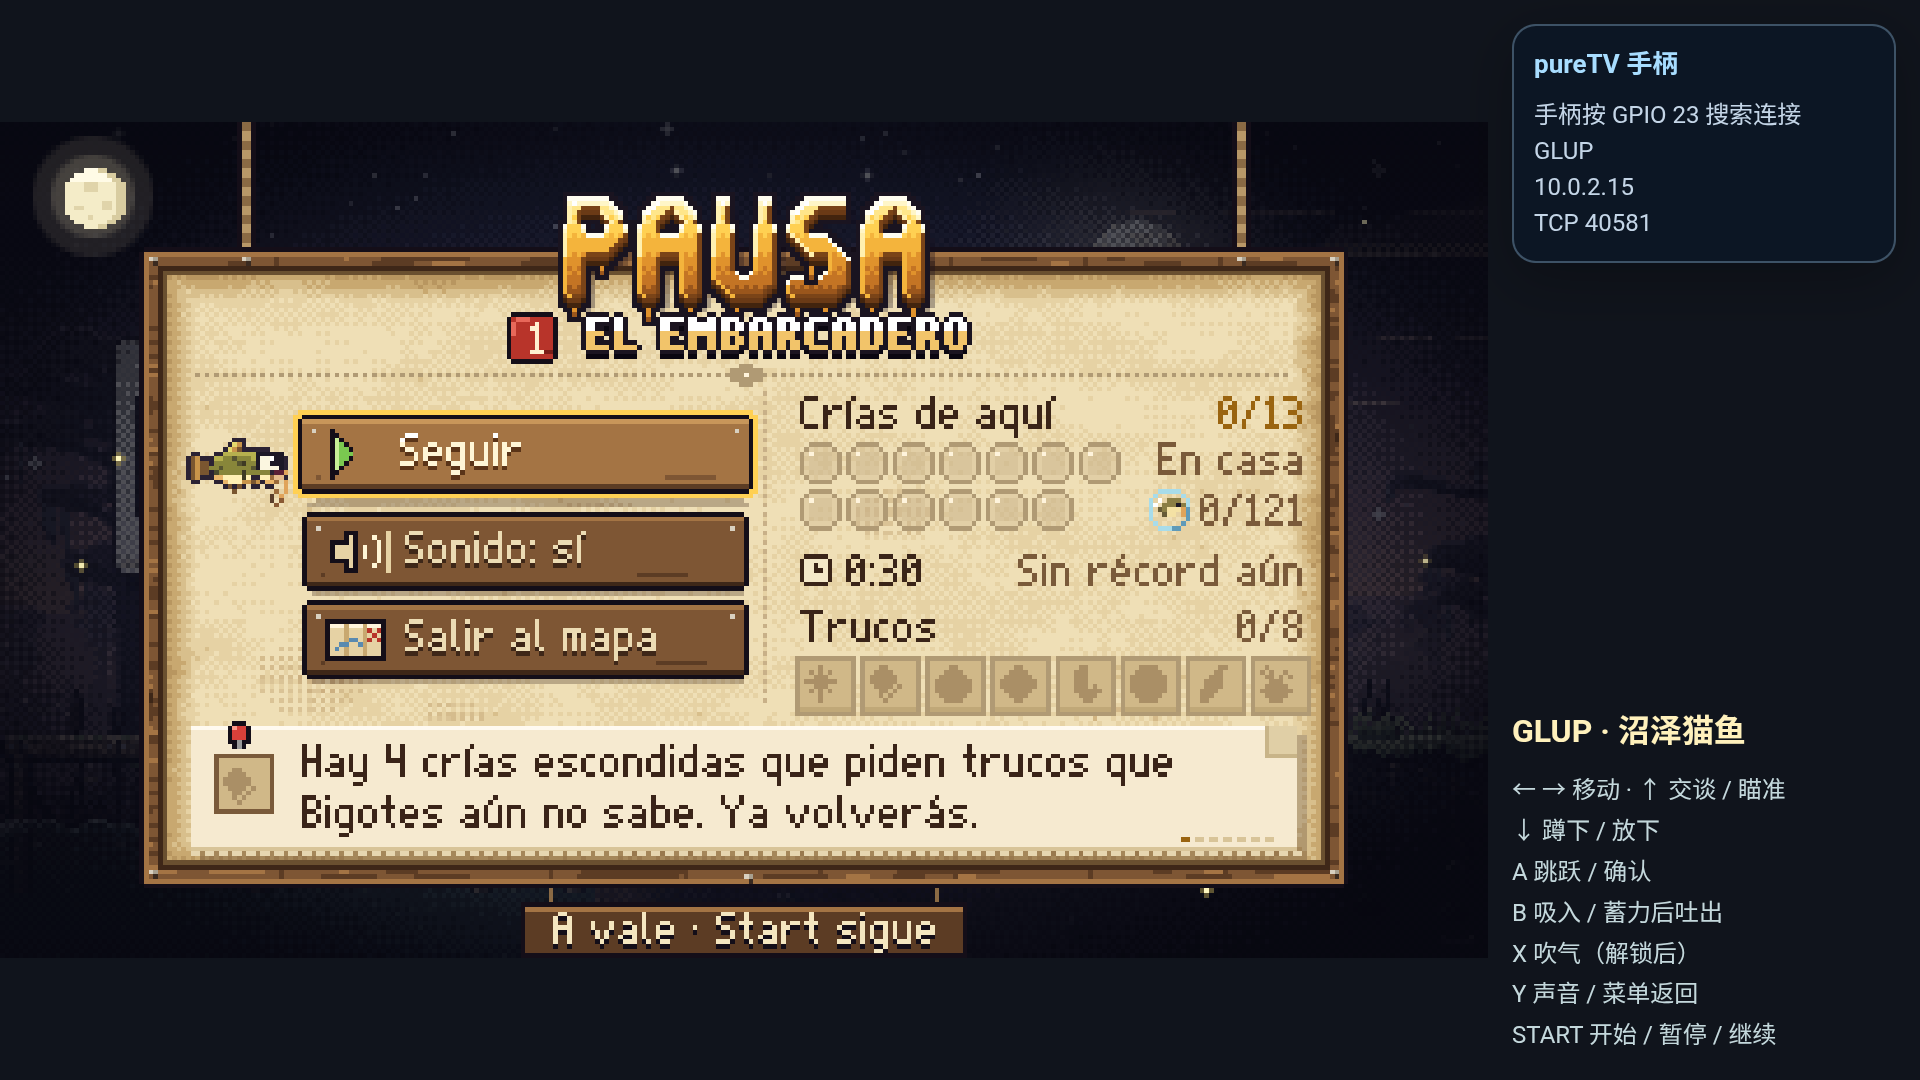 PAUSA
1 EL EMBARCADERO
Seguir
Sonido: sí
Salir al mapa
Crías de aquí 0/13
En casa
0/121
0:30 Sin récord aún
Trucos 0/8
Hay 4 crías escondidas que piden trucos que
Bigotes aún no sabe. Ya volverás.
A vale · Start sigue
pureTV 手柄
手柄按 GPIO 23 搜索连接
GLUP
10.0.2.15
TCP 40581
GLUP · 沼泽猫鱼
←→ 移动 · ↑ 交谈 / 瞄准
↓ 蹲下 / 放下
A 跳跃 / 确认
B 吸入 / 蓄力后吐出
X 吹气（解锁后）
Y 声音 / 菜单返回
START 开始 / 暂停 / 继续